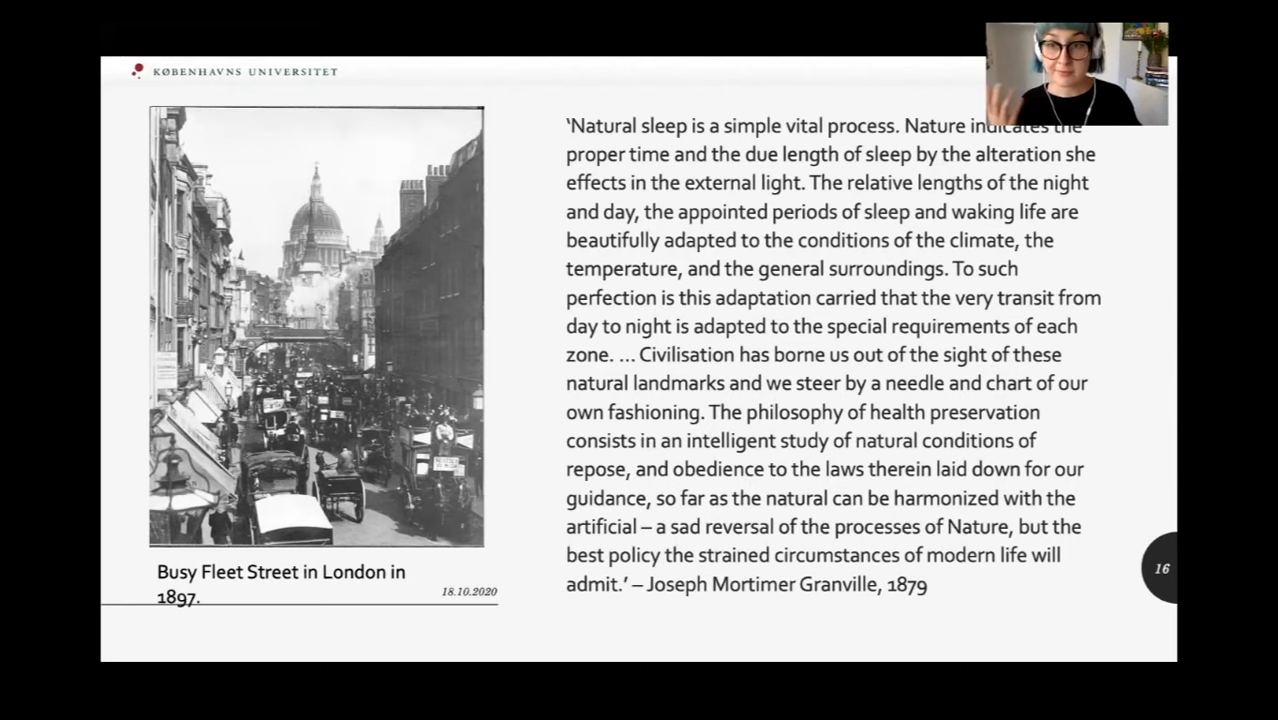 KØBENHAVNS UNIVERSITET
‘Natural sleep is a simple vital process. Nature indicates the
proper time and the due length of sleep by the alteration she
effects in the external light. The relative lengths of the night
and day, the appointed periods of sleep and waking life are
beautifully adapted to the conditions of the climate, the
temperature, and the general surroundings. To such
perfection is this adaptation carried that the very transit from
day to night is adapted to the special requirements of each
zone. ... Civilisation has borne us out of the sight of these
natural landmarks and we steer by a needle and chart of our
own fashioning. The philosophy of health preservation
consists in an intelligent study of natural conditions of
repose, and obedience to the laws therein laid down for our
guidance, so far as the natural can be harmonized with the
artificial – a sad reversal of the processes of Nature, but the
best policy the strained circumstances of modern life will
admit.’ – Joseph Mortimer Granville, 1879
Busy Fleet Street in London in
1897.
18.10.2020
16